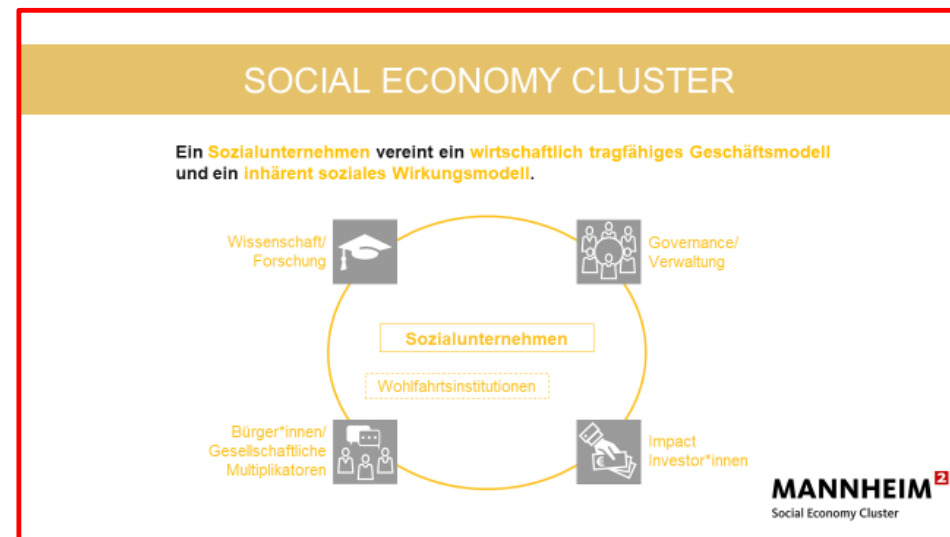 SOCIAL ECONOMY CLUSTER
Ein Sozialunternehmen vereint ein wirtschaftlich tragfähiges Geschäftsmodell
und ein inhärent soziales Wirkungsmodell.
Wissenschaft/
Forschung
Governance/
Verwaltung
Sozialunternehmen
Wohlfahrtsinstitutionen
Bürger*innen/
Gesellschaftliche
Multiplikatoren
Impact
Investor*innen
MANNHEIM²
Social Economy Cluster